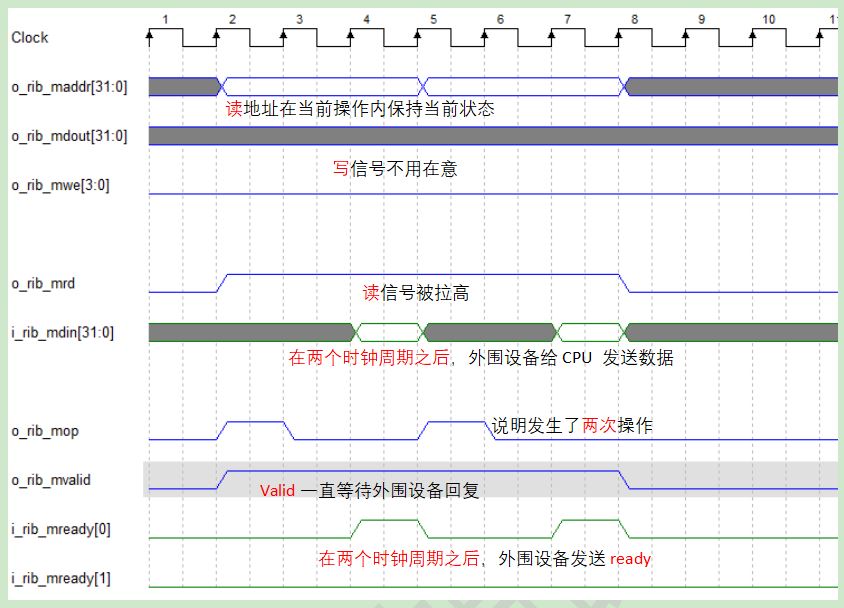 1 2 3 4 5 6 7 8 9 10
Clock
o_rib_maddr[31:0]
读地址在当前操作内保持当前状态
o_rib_mdout[31:0]
写信号不用在意
o_rib_mwe[3:0]
o_rib_mrd
读信号被拉高
i_rib_mdin[31:0]
在两个时钟周期之后，外围设备给 CPU 发送数据
o_rib_mop
说明发生了两次操作
o_rib_mvalid
Valid 一直等待外围设备回复
i_rib_mready[0]
在两个时钟周期之后，外围设备发送 ready
i_rib_mready[1]